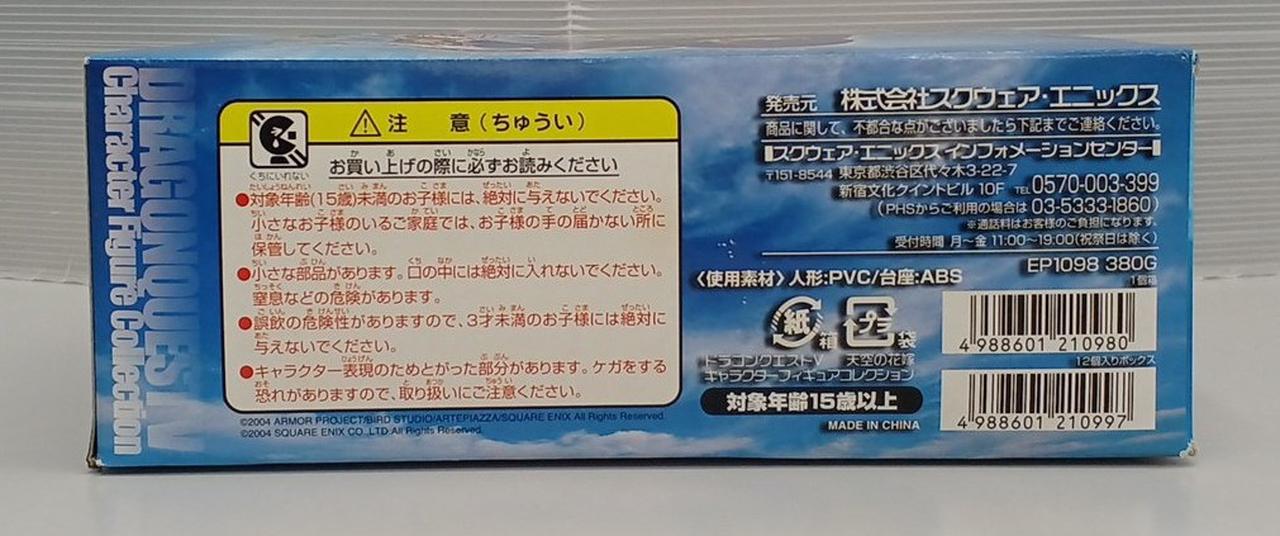 DRAGONQUEST V
Character Figure Collection
くちにいれない
注 意(ちゅうい)
お買い上げの際に必ずお読みください
●対象年齢(15歳)未満のお子様には、絶対に与えないでください。
小さなお子様のいるご家庭では、お子様の手の届かない所に
保管してください。
●小さな部品があります。口の中には絶対に入れないでください。
窒息などの危険があります。
●誤飲の危険性がありますので、3才未満のお子様には絶対に
与えないでください。
●キャラクター表現のためとがった部分があります。ケガをする
恐れがありますので、取り扱いにご注意ください。
©2004 ARMOR PROJECT/BIRD STUDIO/ARTEPIAZZA/SQUARE ENIX All Rights Reserved.
©2004 SQUARE ENIX CO.,LTD.All Rights Reserved.
発売元 株式会社スクウェア・エニックス
商品に関して、不都合な点がございましたら下記までご連絡ください。
スクウェア・エニックス インフォメーションセンター
〒151-8544 東京都渋谷区代々木3-22-7
新宿文化クイントビル 10F TEL 0570-003-399
(PHSからご利用の場合は 03-5333-1860)
※通話料はお客様のご負担になります。
受付時間 月〜金 11:00〜19:00(祝祭日は除く)
EP1098 380G
〈使用素材〉人形:PVC/台座:ABS
1個箱
紙 箱 プラ 袋
4 988601 210980
ドラゴンクエストV 天空の花嫁
キャラクターフィギュアコレクション
12個入りボックス
対象年齢15歳以上
4 988601 210997
MADE IN CHINA